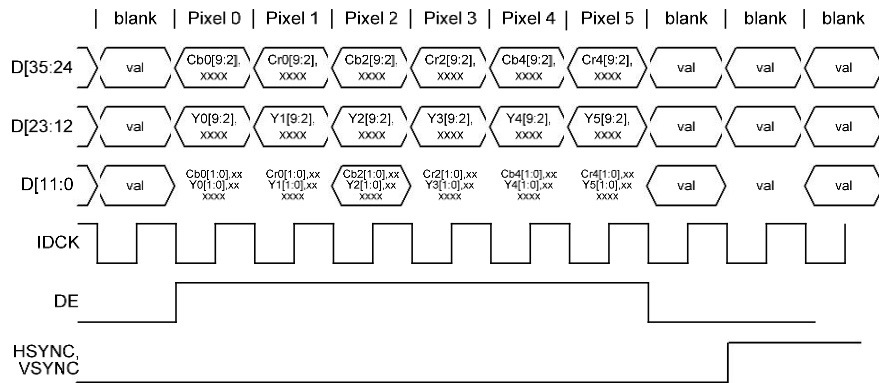 | blank | Pixel 0 | Pixel 1 | Pixel 2 | Pixel 3 | Pixel 4 | Pixel 5 | blank | blank | blank
D[35:24 val Cb0[9:2], xxxx Cr0[9:2], xxxx Cb2[9:2], xxxx Cr2[9:2], xxxx Cb4[9:2], xxxx Cr4[9:2], xxxx val val val
D[23:12 val Y0[9:2], xxxx Y1[9:2], xxxx Y2[9:2], xxxx Y3[9:2], xxxx Y4[9:2], xxxx Y5[9:2], xxxx val val val
D[11:0 val Cb0[1:0],xx Y0[1:0],xx xxxx Cr0[1:0],xx Y1[1:0],xx xxxx Cb2[1:0],xx Y2[1:0],xx xxxx Cr2[1:0],xx Y3[1:0],xx xxxx Cb4[1:0],xx Y4[1:0],xx xxxx Cr4[1:0],xx Y5[1:0],xx xxxx val val val
IDCK
DE
HSYNC,
VSYNC